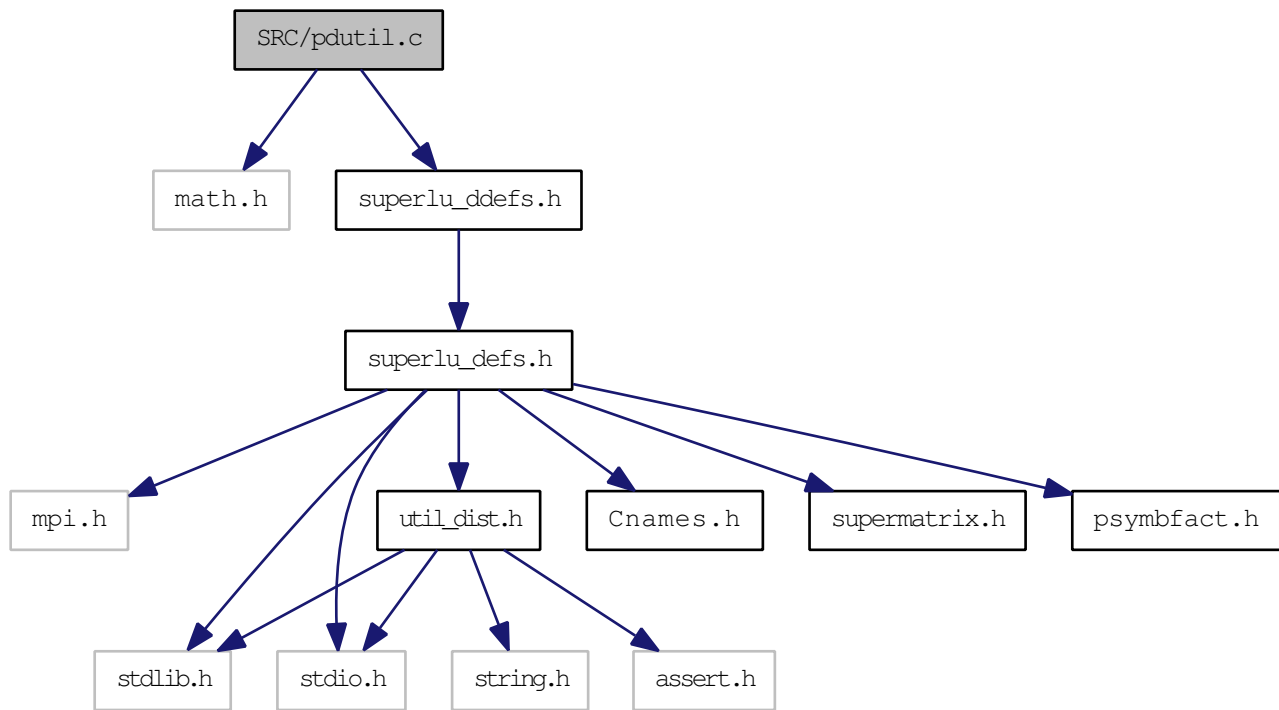 SRC/pdutil.c
math.h
superlu_ddefs.h
superlu_defs.h
mpi.h
util_dist.h
Cnames.h
supermatrix.h
psymbfact.h
stdlib.h
stdio.h
string.h
assert.h